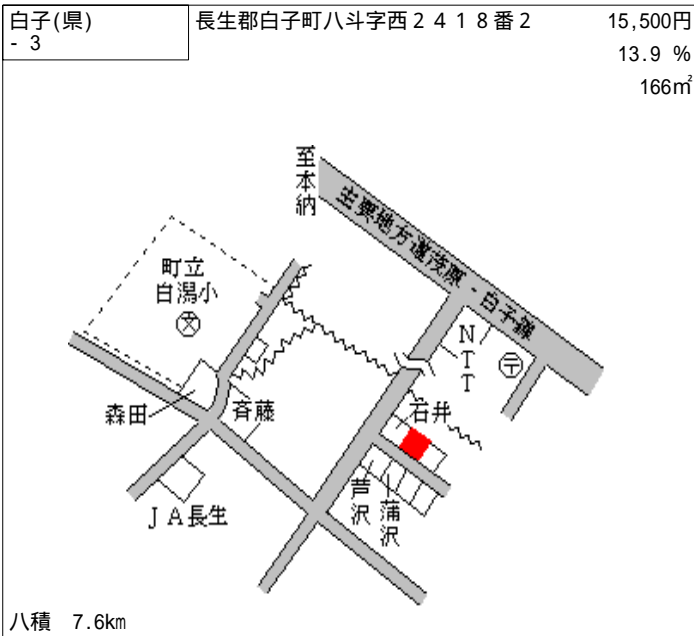 白子(県)
- 3
長生郡白子町八斗字西２４１８番２
15,500円
13.9 %
166㎡
至本納
主要地方道茂原・白子線
町立
白潟小
文
NTT
〒
石井
森田
斉藤
芦沢
蒲沢
ＪＡ長生
八積 7.6km